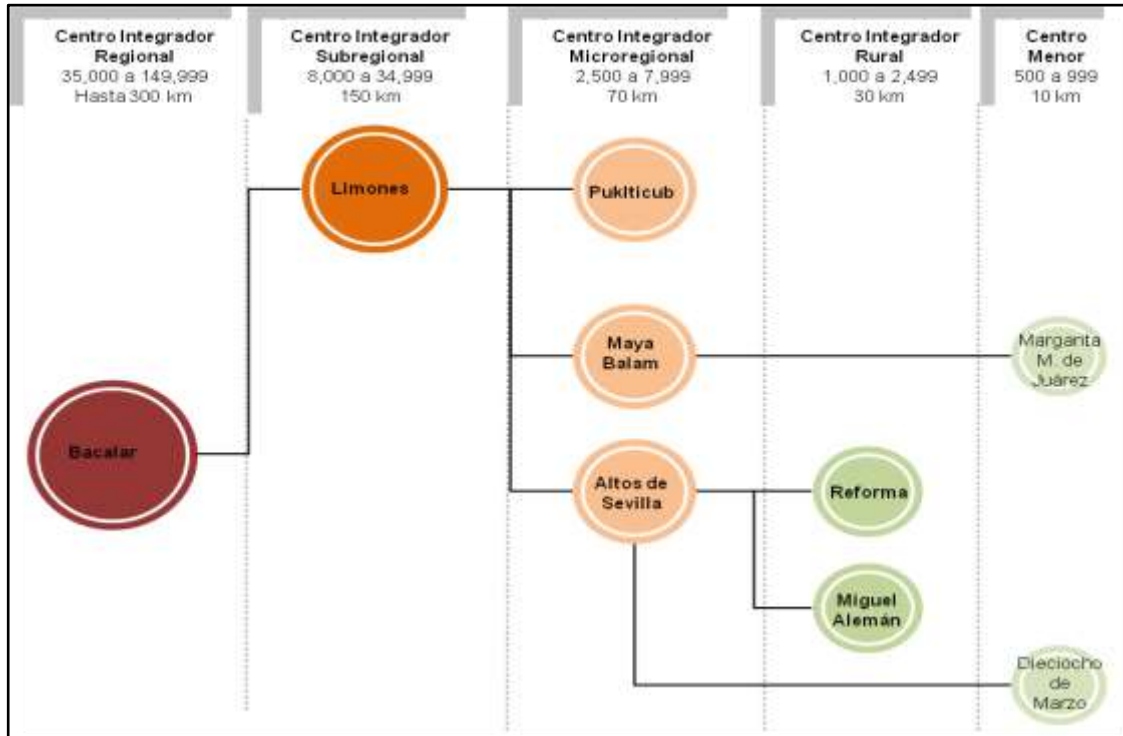 Centro Integrador
Regional
35,000 a 149,999
Hasta 300 km
Centro Integrador
Subregional
8,000 a 34,999
150 km
Centro Integrador
Microregional
2,500 a 7,999
70 km
Centro Integrador
Rural
1,000 a 2,499
30 km
Centro
Menor
500 a 999
10 km
Limones
Pukiticub
Maya
Balam
Margarita
M. de
Juárez
Bacalar
Altos de
Sevilla
Reforma
Miguel
Alemán
Dieciocho
de
Marzo